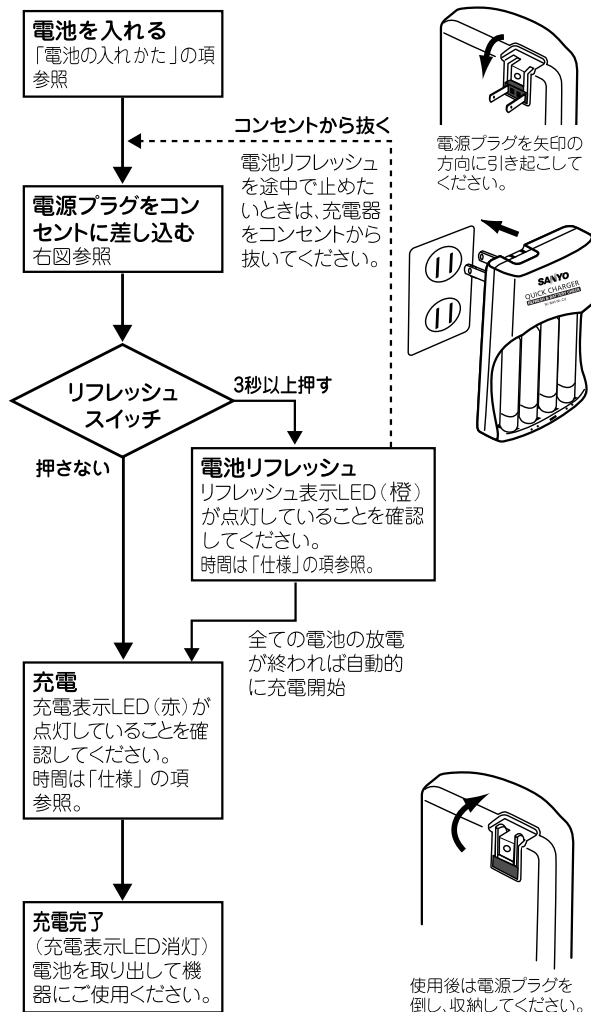 電池を入れる
「電池の入れかた」の項
参照
コンセントから抜く
電池リフレッシュ
を途中で止めた
いときは、充電器
をコンセントから
抜いてください。
電源プラグを矢印の
方向に引き起こして
ください。
電源プラグをコン
セントに差し込む
右図参照
SANYO
QUICK CHARGER
リフレッシュ
スイッチ
3秒以上押す
押さない
電池リフレッシュ
リフレッシュ表示LED（橙）
が点灯していることを確認
してください。
時間は「仕様」の項参照。
全ての電池の放電
が終われば自動的
に充電開始
充電
充電表示LED（赤）が
点灯していることを確
認してください。
時間は「仕様」の項
参照。
充電完了
（充電表示LED消灯）
電池を取り出して機
器にご使用ください。
使用後は電源プラグを
倒し、収納してください。